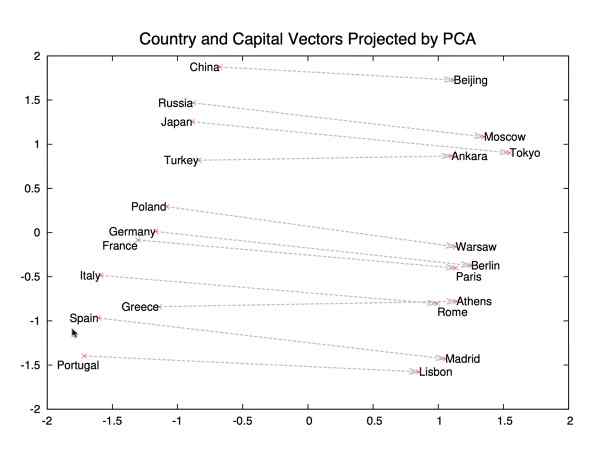 Country and Capital Vectors Projected by PCA
2
China
Beijing
1.5
Russia
Japan
Moscow
1
Tokyo
Turkey
Ankara
0.5
Poland
0
Germany
France
Warsaw
Berlin
-0.5
Italy
Paris
Greece
Athens
Rome
-1
Spain
Madrid
-1.5
Portugal
Lisbon
-2
-2 -1.5 -1 -0.5 0 0.5 1 1.5 2